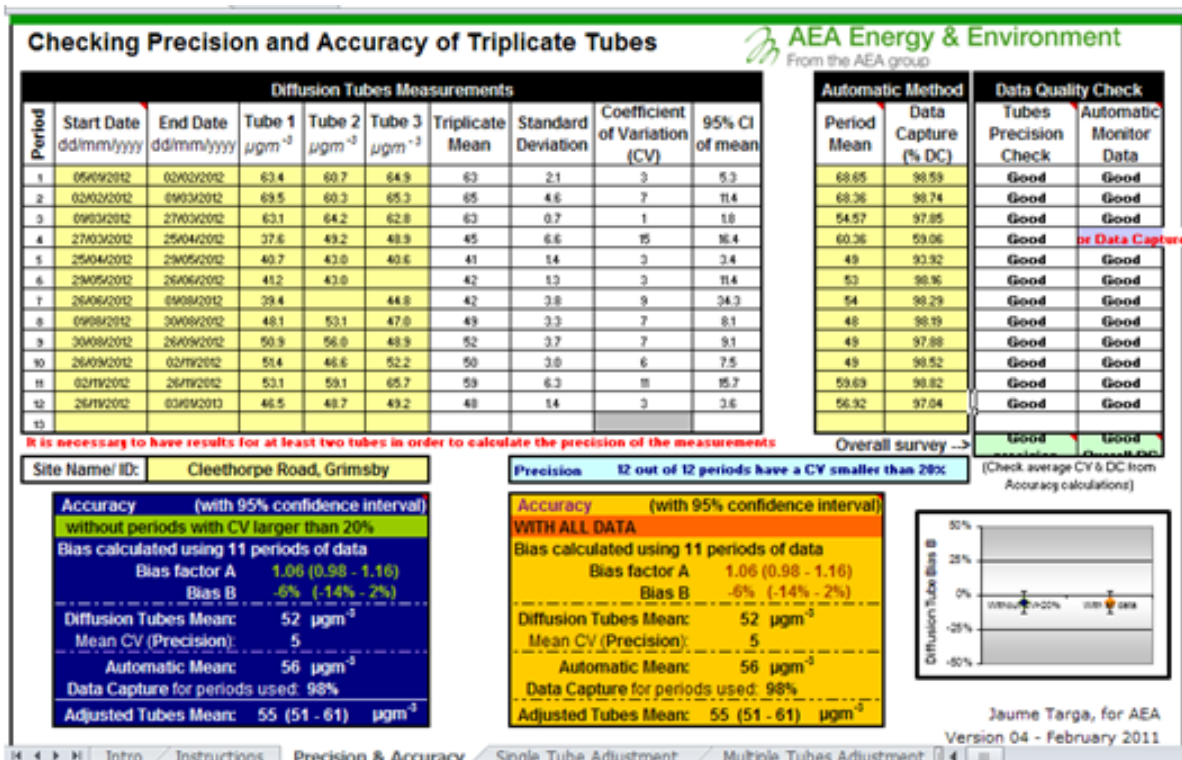 Checking Precision and Accuracy of Triplicate Tubes
AEA Energy & Environment
From the AEA group
Diffusion Tubes Measurements
Automatic Method
Data Quality Check
Period
Start Date dd/mm/yyyy
End Date dd/mm/yyyy
Tube 1 µgm-3
Tube 2 µgm-3
Tube 3 µgm-3
Triplicate Mean
Standard Deviation
Coefficient of Variation (CV)
95% CI of mean
Period Mean
Data Capture (% DC)
Tubes Precision Check
Automatic Monitor Data
1 05/01/2012 02/02/2012 63.4 60.7 64.9 63 2.1 3 5.3 68.65 98.59 Good Good
2 02/02/2012 01/03/2012 69.5 60.3 65.3 65 4.6 7 11.4 68.36 98.74 Good Good
3 01/03/2012 27/03/2012 63.1 64.2 62.8 63 0.7 1 1.8 54.57 97.85 Good Good
4 27/03/2012 25/04/2012 37.6 49.2 48.9 45 6.6 15 16.4 60.36 59.06 Good or Data Capture
5 25/04/2012 29/05/2012 40.7 43.0 40.6 41 1.4 3 3.4 49 93.92 Good Good
6 29/05/2012 26/06/2012 41.2 43.0 42 1.3 3 11.4 53 98.16 Good Good
7 26/06/2012 01/08/2012 39.4 44.8 42 3.8 9 34.3 54 98.29 Good Good
8 01/08/2012 30/08/2012 48.1 53.1 47.0 49 3.3 7 8.1 48 98.19 Good Good
9 30/08/2012 26/09/2012 50.9 56.0 48.9 52 3.7 7 9.1 49 97.88 Good Good
10 26/09/2012 02/11/2012 51.4 46.6 52.2 50 3.0 6 7.5 49 98.52 Good Good
11 02/11/2012 26/11/2012 53.1 59.1 65.7 59 6.3 11 15.7 59.69 98.82 Good Good
12 26/11/2012 03/01/2013 46.5 48.7 49.2 48 1.4 3 3.6 56.92 97.04 Good Good
13
It is necessary to have results for at least two tubes in order to calculate the precision of the measurements
Overall survey -->
Good precision
Good Overall DC
Site Name/ ID: Cleethorpe Road, Grimsby
Precision 12 out of 12 periods have a CV smaller than 20%
(Check average CV & DC from
Accuracy calculations)
Accuracy (with 95% confidence interval)
without periods with CV larger than 20%
Bias calculated using 11 periods of data
Bias factor A 1.06 (0.98 - 1.16)
Bias B -6% (-14% - 2%)
Diffusion Tubes Mean: 52 µgm-3
Mean CV (Precision): 5
Automatic Mean: 56 µgm-3
Data Capture for periods used: 98%
Adjusted Tubes Mean: 55 (51 - 61) µgm-3
Accuracy (with 95% confidence interval)
WITH ALL DATA
Bias calculated using 11 periods of data
Bias factor A 1.06 (0.98 - 1.16)
Bias B -6% (-14% - 2%)
Diffusion Tubes Mean: 52 µgm-3
Mean CV (Precision): 5
Automatic Mean: 56 µgm-3
Data Capture for periods used: 98%
Adjusted Tubes Mean: 55 (51 - 61) µgm-3
Diffusion Tube Bias B
50%
25%
0%
-25%
-50%
Without CV>20%
With all data
Jaume Targa, for AEA
Version 04 - February 2011
Intro
Instructions
Precision & Accuracy
Single Tube Adjustment
Multiple Tubes Adjustment